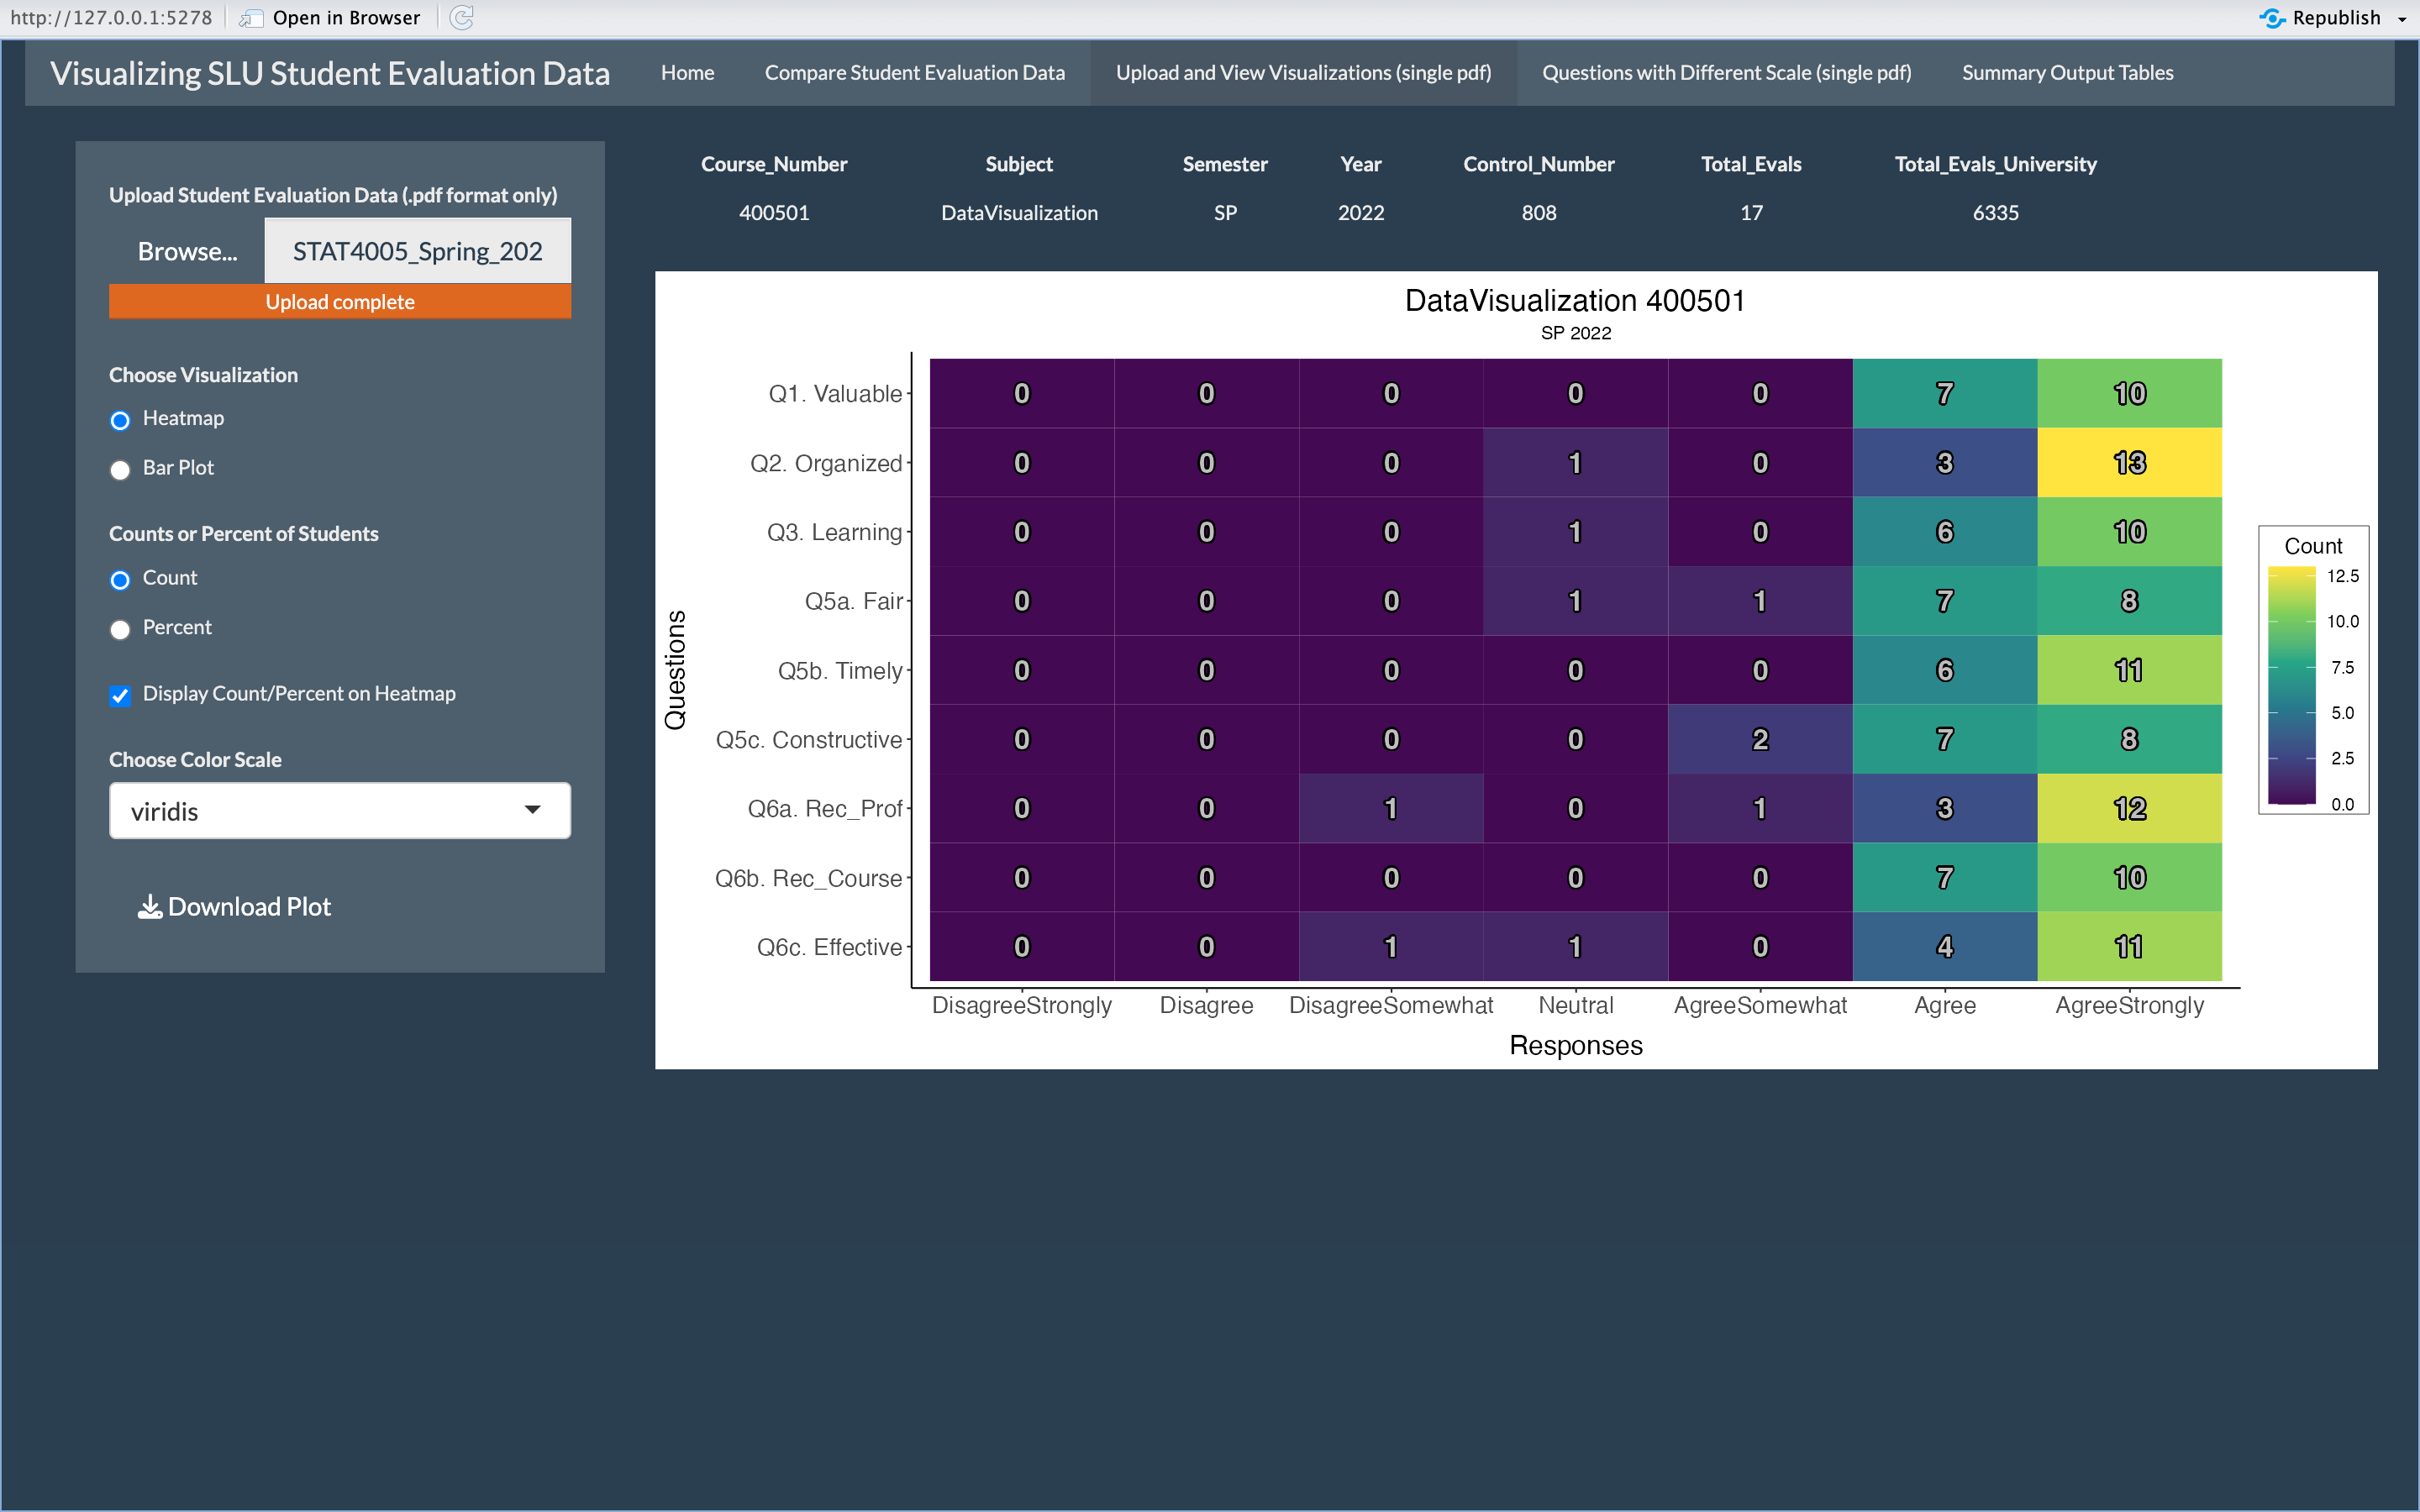 http://127.0.0.1:5278 Open in Browser Republish
Visualizing SLU Student Evaluation Data Home Compare Student Evaluation Data Upload and View Visualizations (single pdf) Questions with Different Scale (single pdf) Summary Output Tables
Upload Student Evaluation Data (.pdf format only)
Browse... STAT4005_Spring_202
Upload complete
Choose Visualization
Heatmap
Bar Plot
Counts or Percent of Students
Count
Percent
Display Count/Percent on Heatmap
Choose Color Scale
viridis
Download Plot
Course_Number Subject Semester Year Control_Number Total_Evals Total_Evals_University
400501 DataVisualization SP 2022 808 17 6335
DataVisualization 400501
SP 2022
Questions
Q1. Valuable 0 0 0 0 0 7 10
Q2. Organized 0 0 0 1 0 3 13
Q3. Learning 0 0 0 1 0 6 10
Q5a. Fair 0 0 0 1 1 7 8
Q5b. Timely 0 0 0 0 0 6 11
Q5c. Constructive 0 0 0 0 2 7 8
Q6a. Rec_Prof 0 0 1 0 1 3 12
Q6b. Rec_Course 0 0 0 0 0 7 10
Q6c. Effective 0 0 1 1 0 4 11
DisagreeStrongly Disagree DisagreeSomewhat Neutral AgreeSomewhat Agree AgreeStrongly
Responses
Count
12.5
10.0
7.5
5.0
2.5
0.0